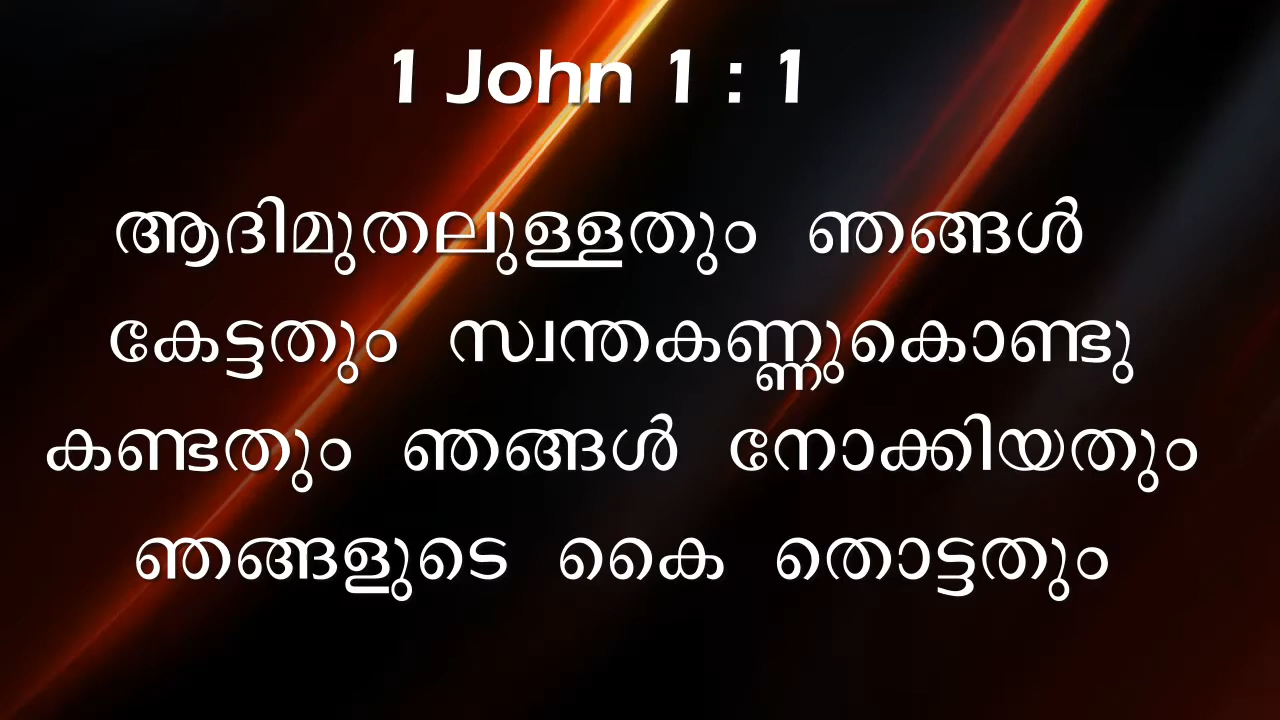 1 John 1 : 1
ആദിമുതലുള്ളതും ഞങ്ങൾ
കേട്ടതും സ്വന്തകണ്ണുകൊണ്ടു
കണ്ടതും ഞങ്ങൾ നോക്കിയതും
ഞങ്ങളുടെ കൈ തൊട്ടതും